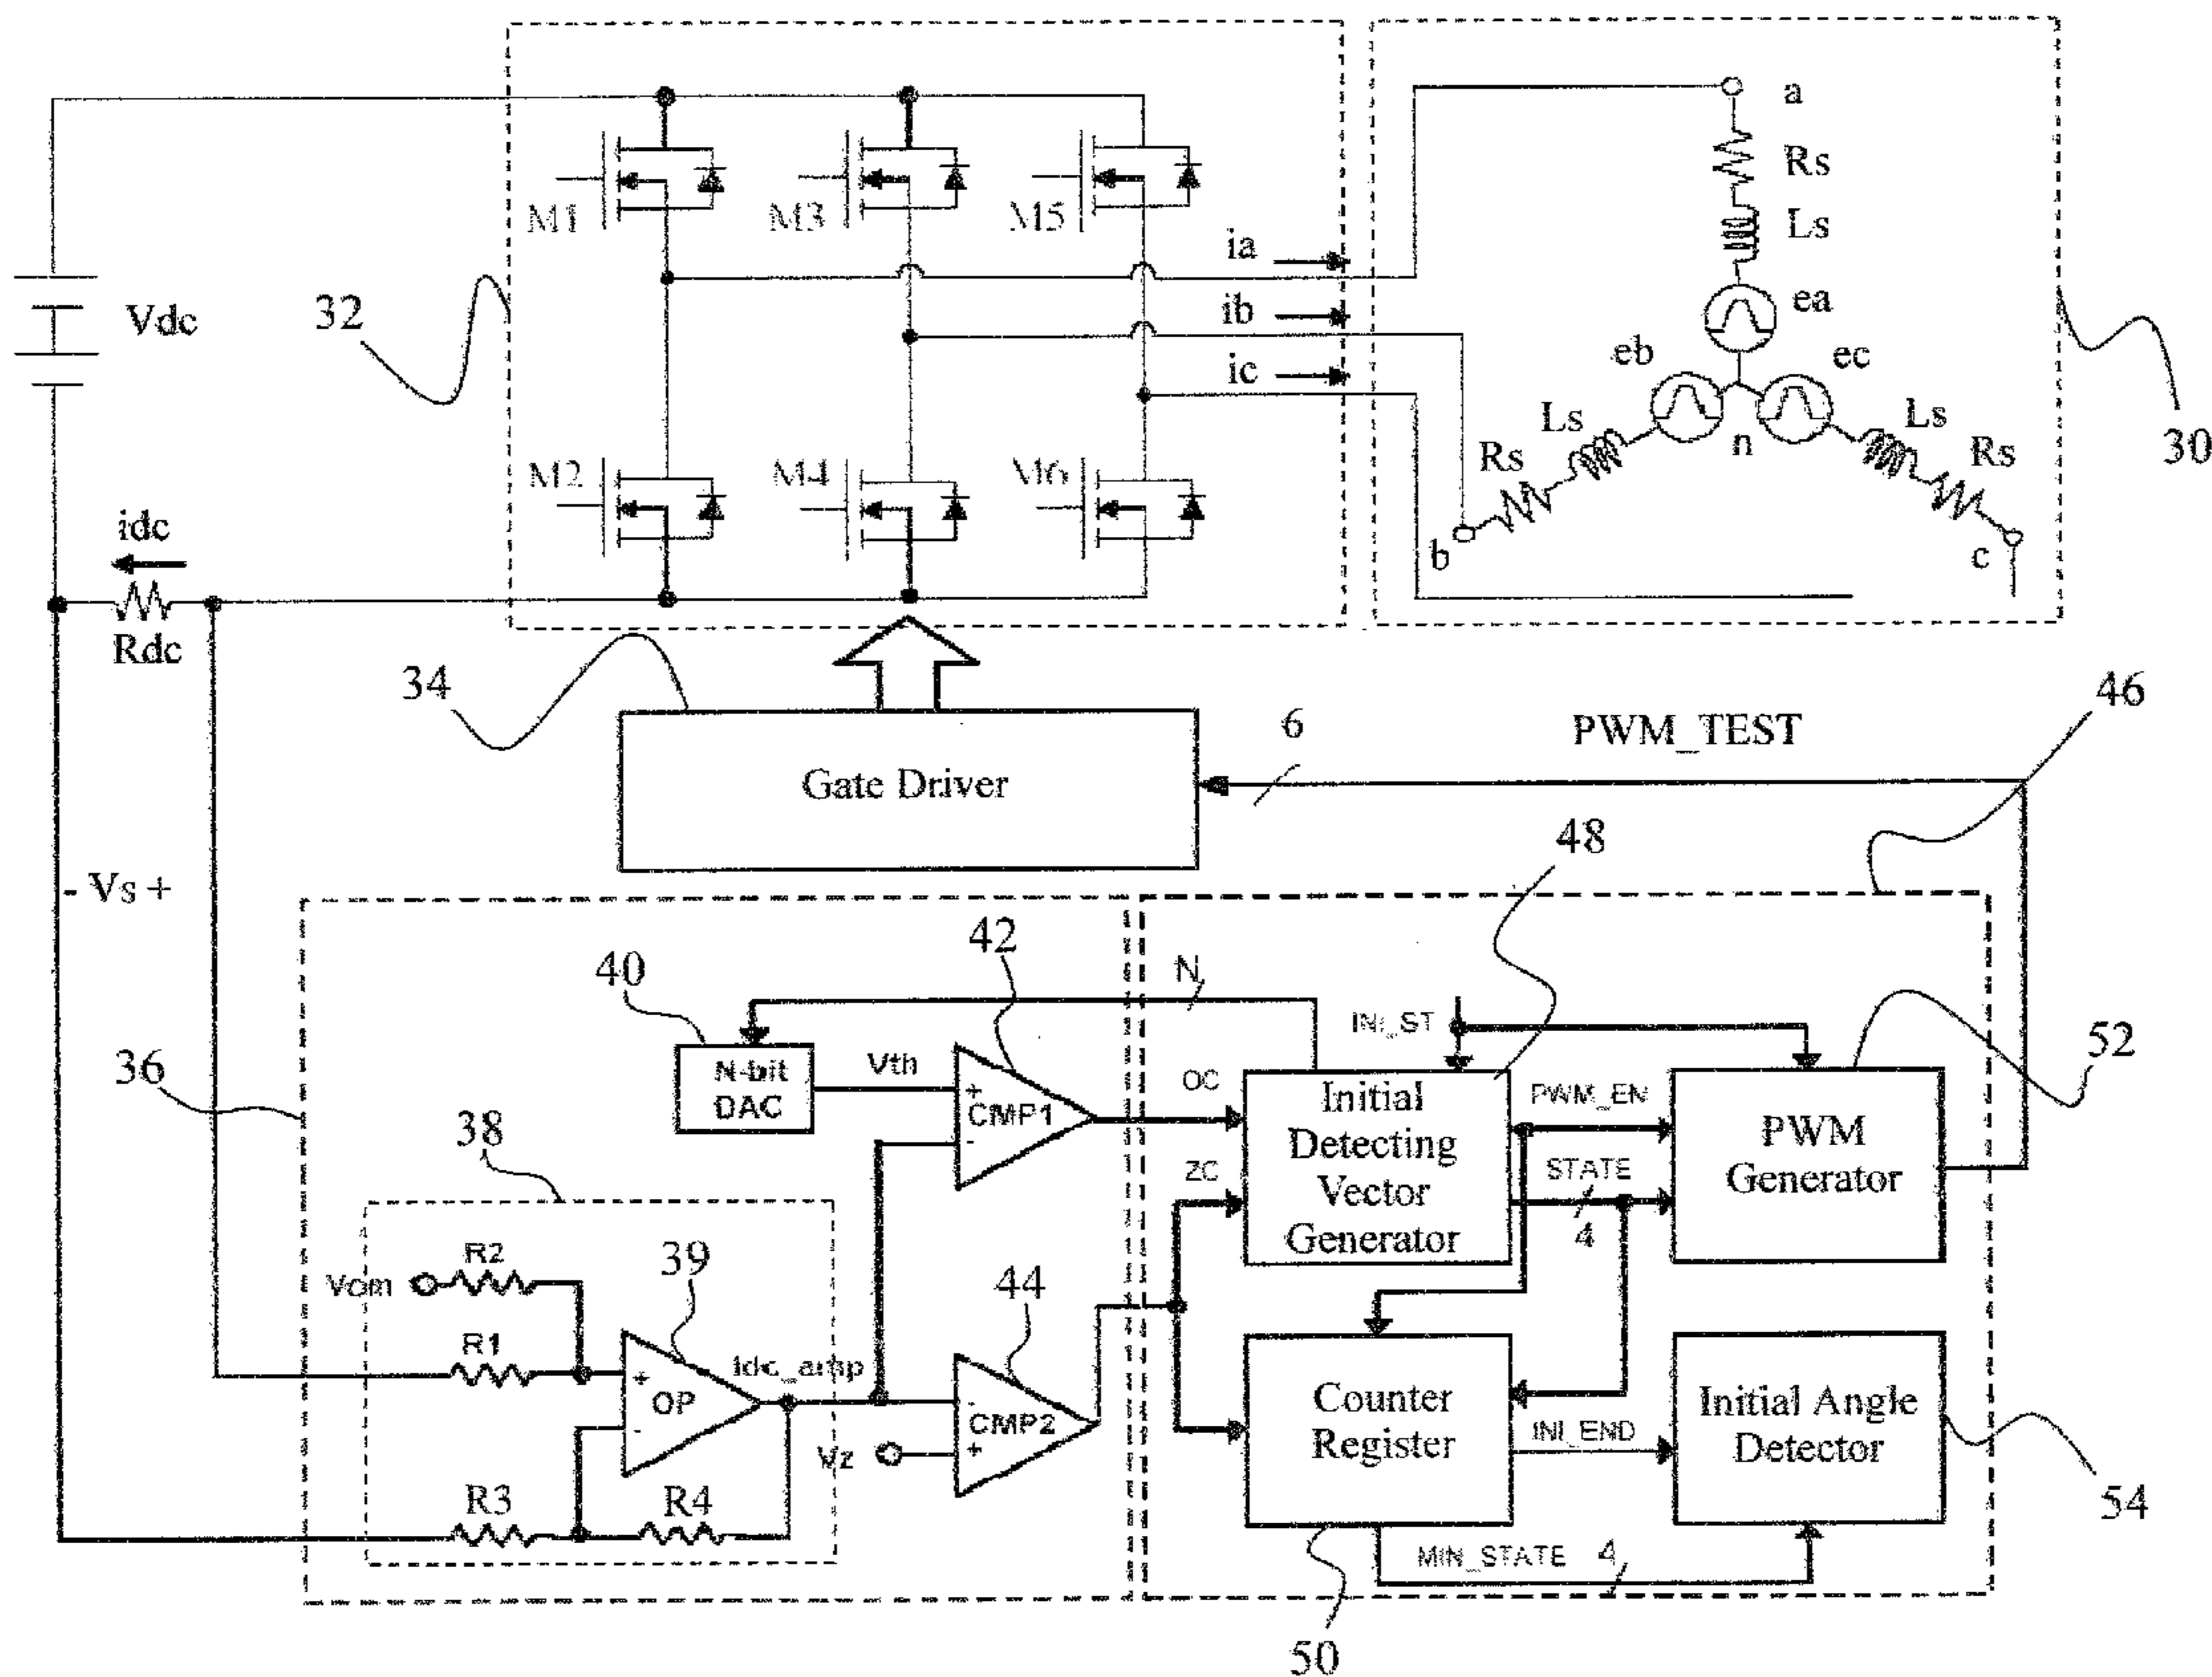 a
Rs
Ls
M1
M3
M5
ia
ea
32
Vdc
ib
eb
ec
ic
Ls
Ls
n
30
M2
M4
M6
Rs
Rs
idc
b
c
Rdc
34
46
6
PWM_TEST
Gate Driver
48
- Vs +
42
40
N
INI_ST
52
36
N-bit
DAC
Vth
+
CMP1
-
OC
Initial
Detecting
Vector
Generator
PWM_EN
PWM
Generator
38
ZC
STATE
4
R2
39
44
Vom
R1
Idc_amp
+
OP
-
-
CMP2
+
Vz
Counter
Register
INI_END
Initial Angle
Detector
R3
R4
54
MIN_STATE
4
50